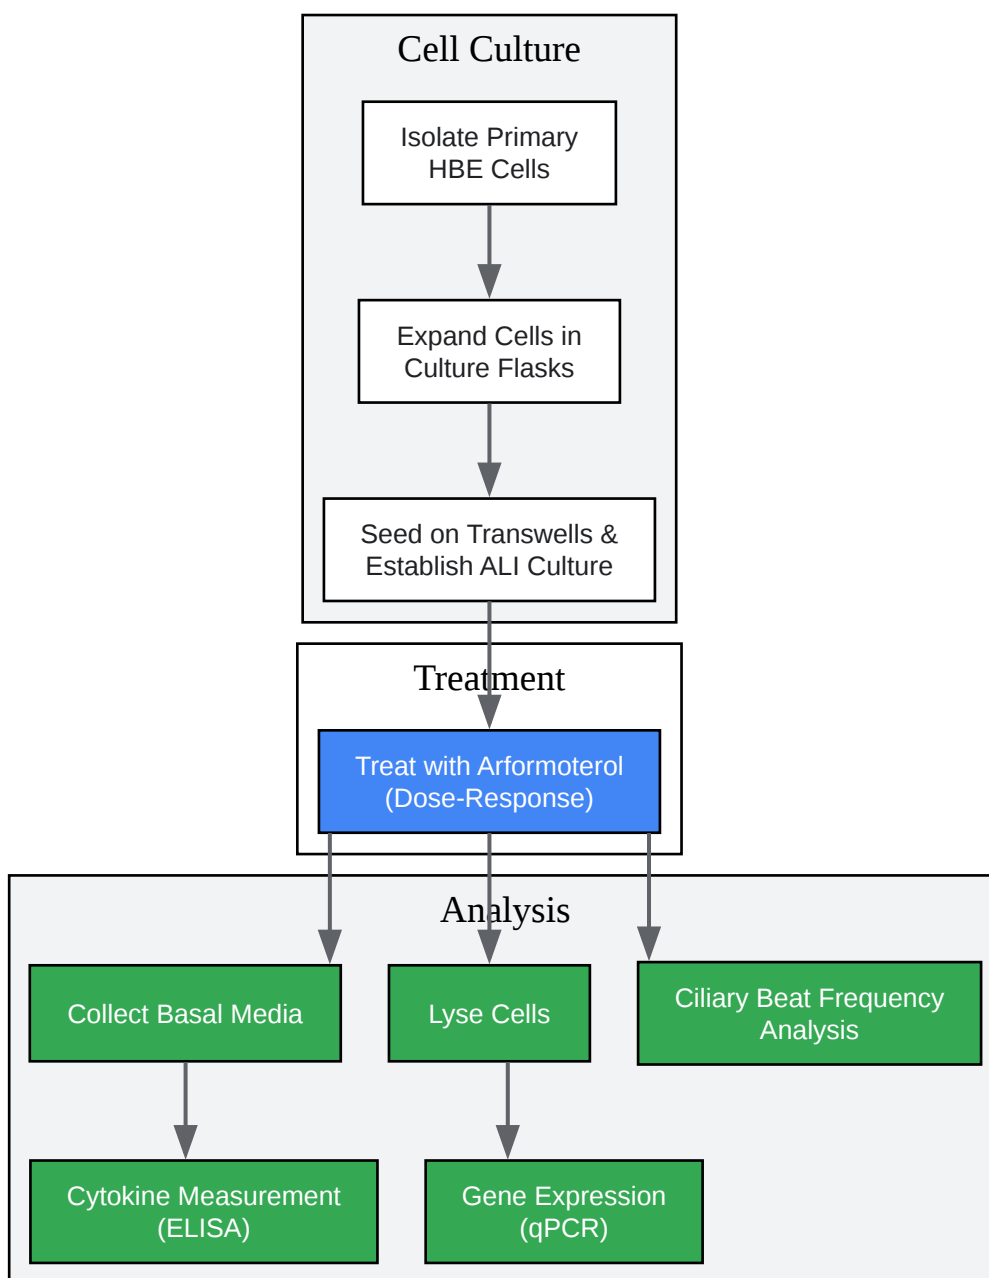 Cell Culture
Isolate Primary
HBE Cells
Expand Cells in
Culture Flasks
Seed on Transwells &
Establish ALI Culture
Treatment
Treat with Arformoterol
(Dose-Response)
Analysis
Collect Basal Media
Lyse Cells
Ciliary Beat Frequency
Analysis
Cytokine Measurement
(ELISA)
Gene Expression
(qPCR)